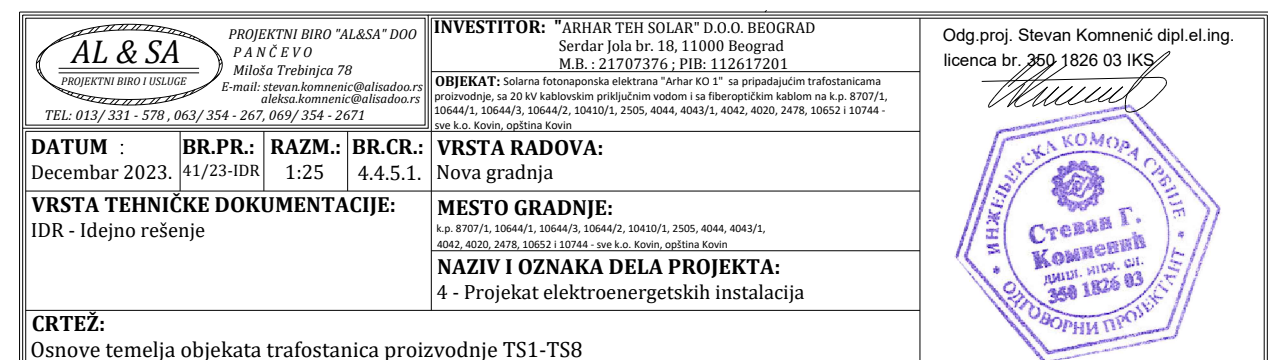 AL & SA
PROJEKTNI BIRO I USLUGE
PROJEKTNI BIRO "AL&SA" DOO
PANČEVO
Miloša Trebinjca 78
E-mail: stevan.komnenic@alisadoo.rs
aleksa.komnenic@alisadoo.rs
TEL: 013/ 331 - 578 , 063/ 354 - 267, 069/ 354 - 2671
INVESTITOR: "ARHAR TEH SOLAR" D.O.O. BEOGRAD
Serdar Jola br. 18, 11000 Beograd
M.B. : 21707376 ; PIB: 112617201
OBJEKAT: Solarna fotonaponska elektrana "Arhar KO 1" sa pripadajućim trafostanicama
proizvodnje, sa 20 kV kablovskim priključnim vodom i sa fiberoptičkim kablom na k.p. 8707/1,
10644/1, 10644/3, 10644/2, 10410/1, 2505, 4044, 4043/1, 4042, 4020, 2478, 10652 i 10744 -
sve k.o. Kovin, opština Kovin
Odg.proj. Stevan Komnenić dipl.el.ing.
licenca br. 350 1826 03 IKS
DATUM :
Decembar 2023.
BR.PR.:
41/23-IDR
RAZM.:
1:25
BR.CR.:
4.4.5.1.
VRSTA RADOVA:
Nova gradnja
VRSTA TEHNIČKE DOKUMENTACIJE:
IDR - Idejno rešenje
MESTO GRADNJE:
k.p. 8707/1, 10644/1, 10644/3, 10644/2, 10410/1, 2505, 4044, 4043/1,
4042, 4020, 2478, 10652 i 10744 - sve k.o. Kovin, opština Kovin
NAZIV I OZNAKA DELA PROJEKTA:
4 - Projekat elektroenergetskih instalacija
CRTEŽ:
Osnove temelja objekata trafostanica proizvodnje TS1-TS8
ИНЖЕЊЕРСКА КОМОРА СРБИЈЕ
Стеван Г.
Комненић
дипл. инж. ел.
350 1826 03
ОДГОВОРНИ ПРОЈЕКТАНТ